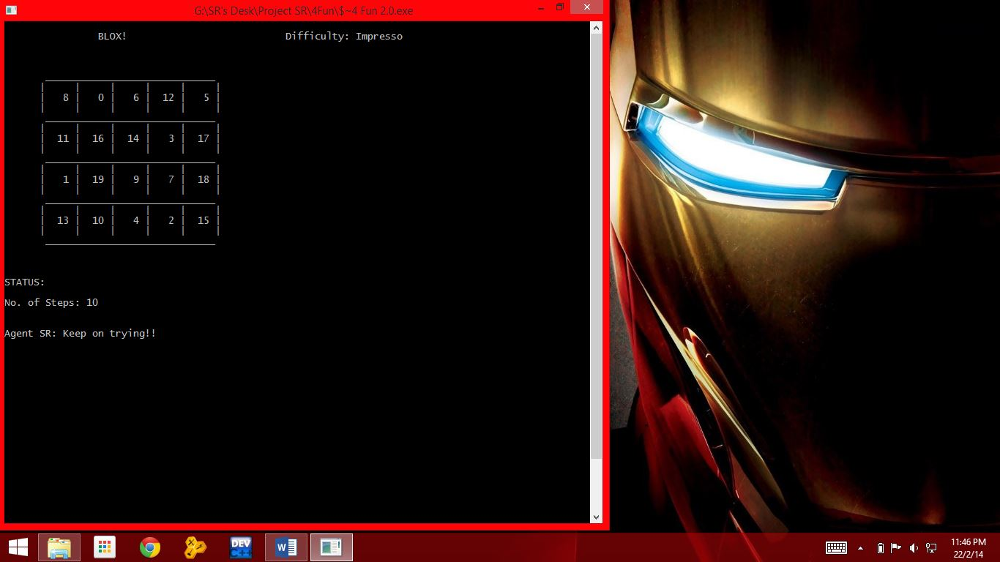 G:\SR's Desk\Project SR\4Fun\$~4 Fun 2.0.exe
BLOX! Difficulty: Impresso
8 0 6 12 5
11 16 14 3 17
1 19 9 7 18
13 10 4 2 15
STATUS:
No. of Steps: 10
Agent SR: Keep on trying!!
DEV
C++
W
11:46 PM
22/2/14